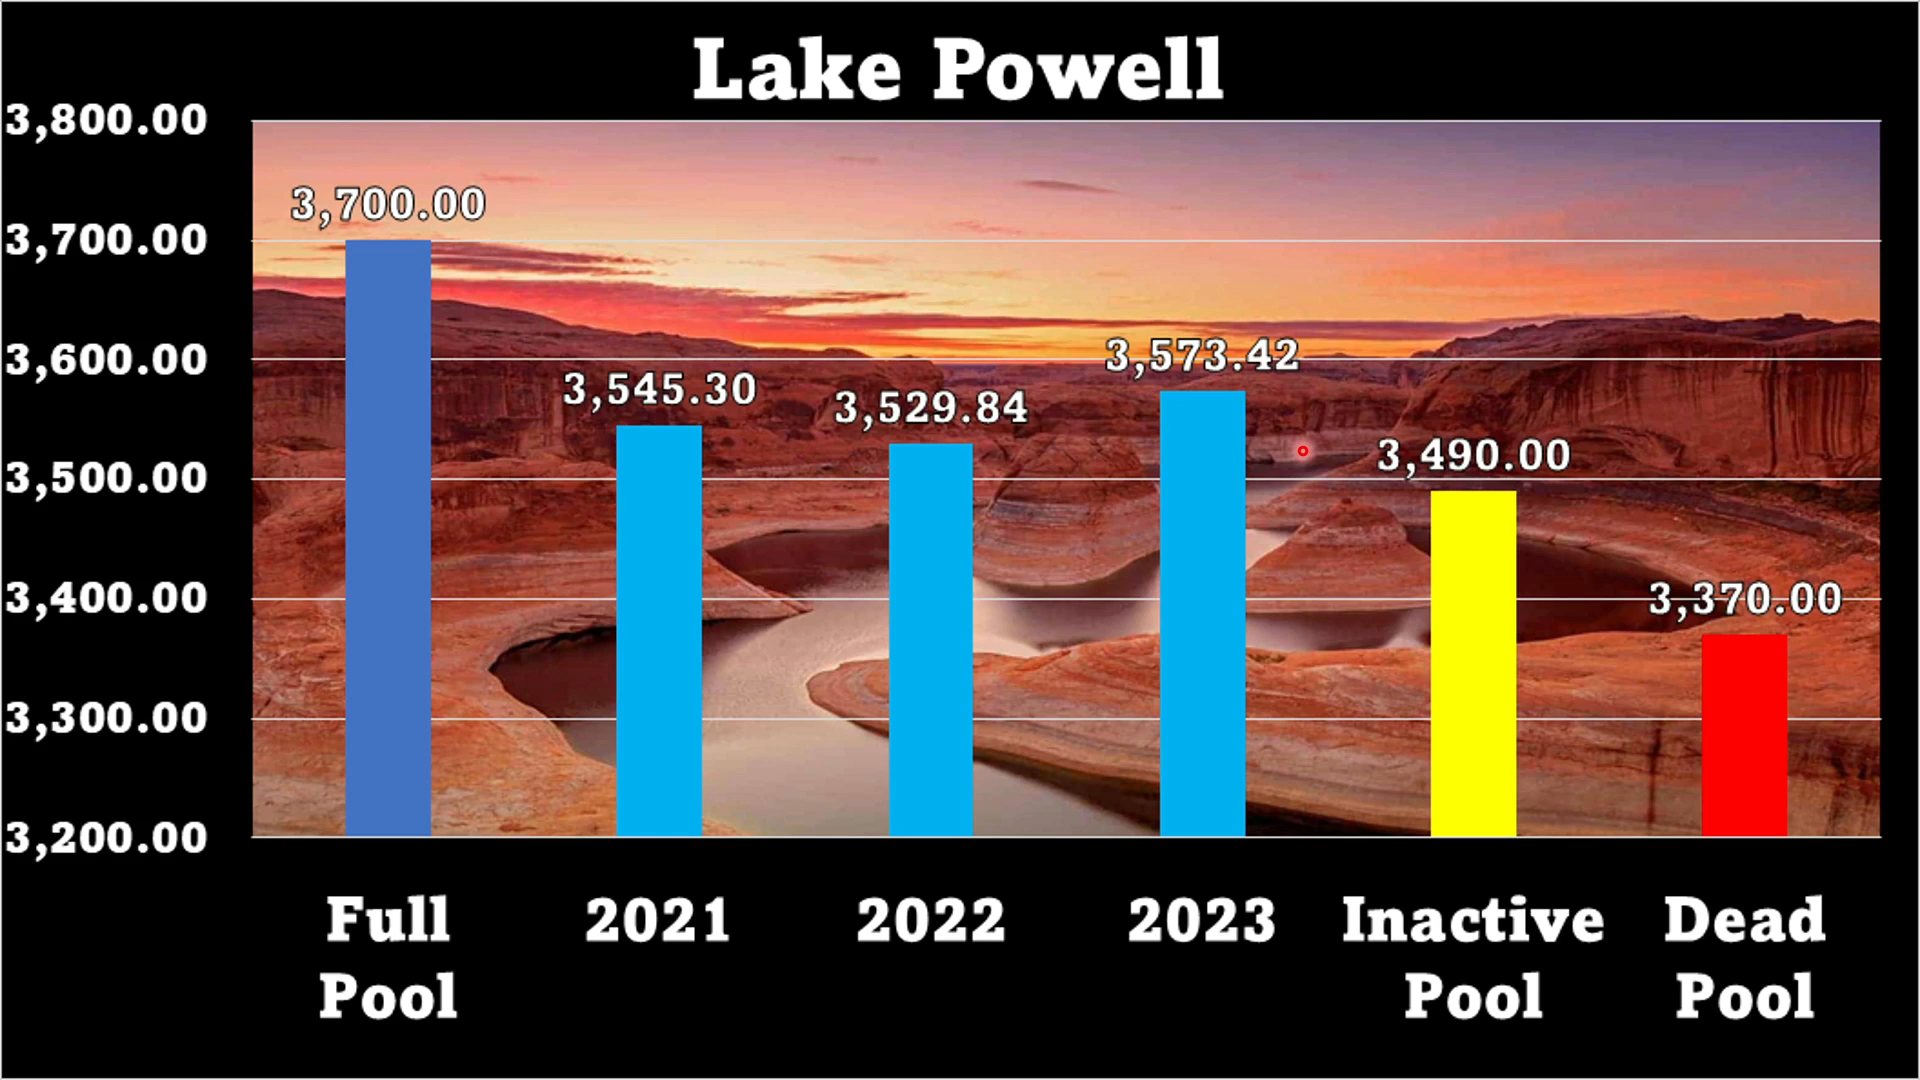 Lake Powell
3,800.00
3,700.00
3,600.00
3,500.00
3,400.00
3,300.00
3,200.00
3,700.00
3,545.30
3,529.84
3,573.42
3,490.00
3,370.00
Full
Pool
2021
2022
2023
Inactive
Pool
Dead
Pool